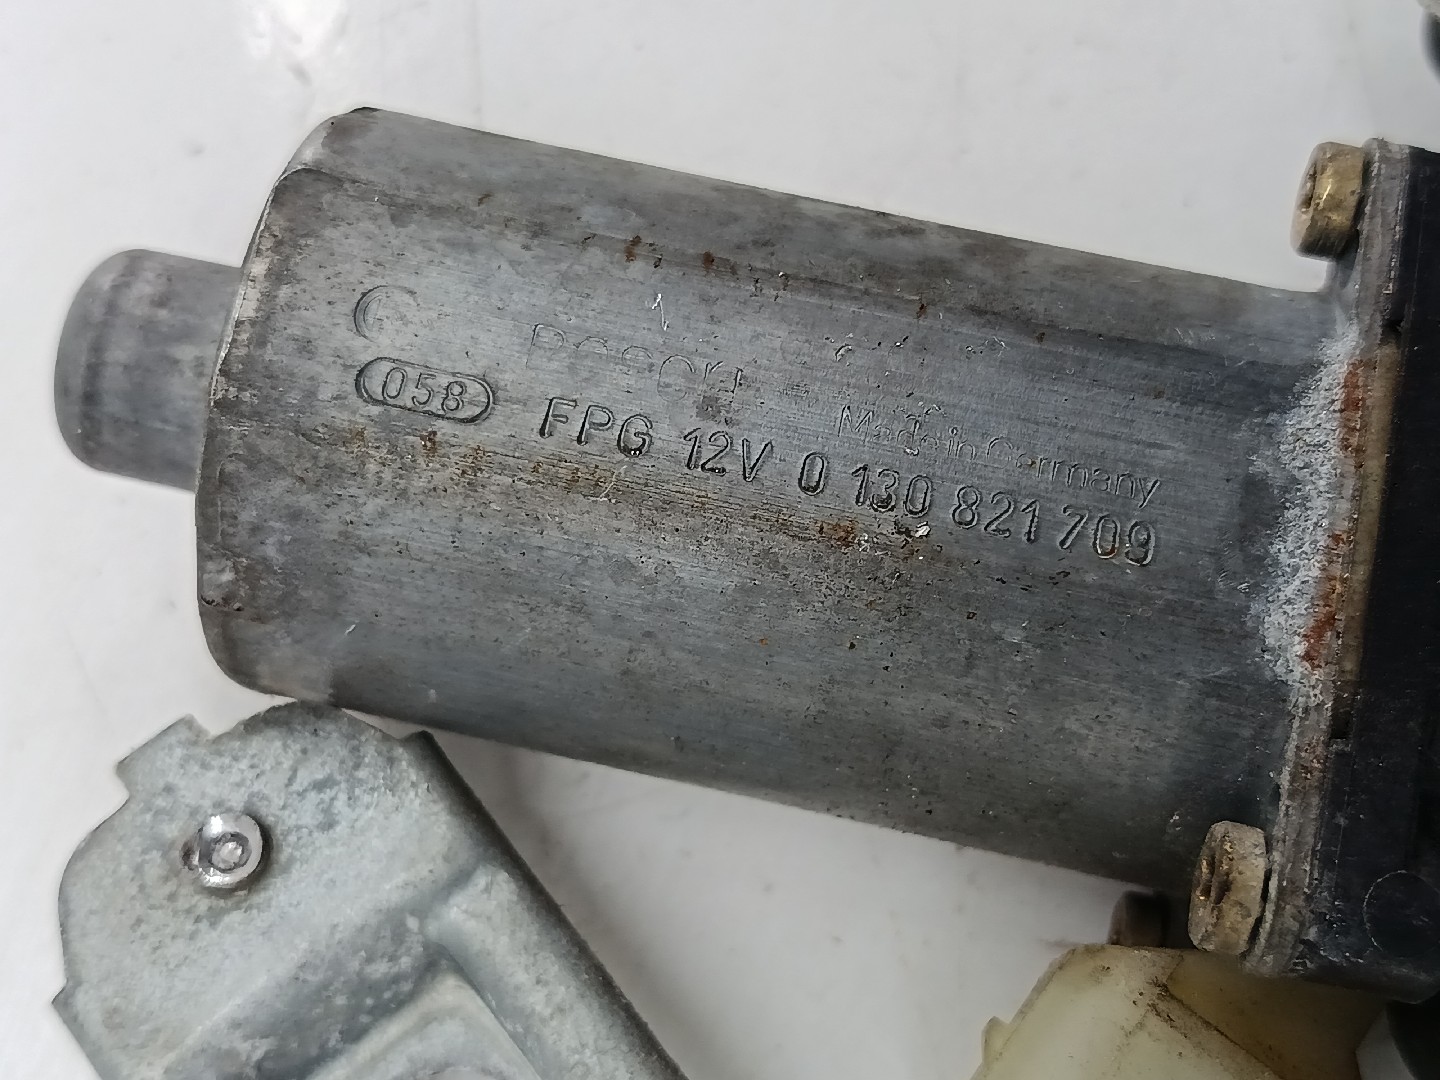 Bosch
Made in Germany
058
FPG 12V 0 130 821 709